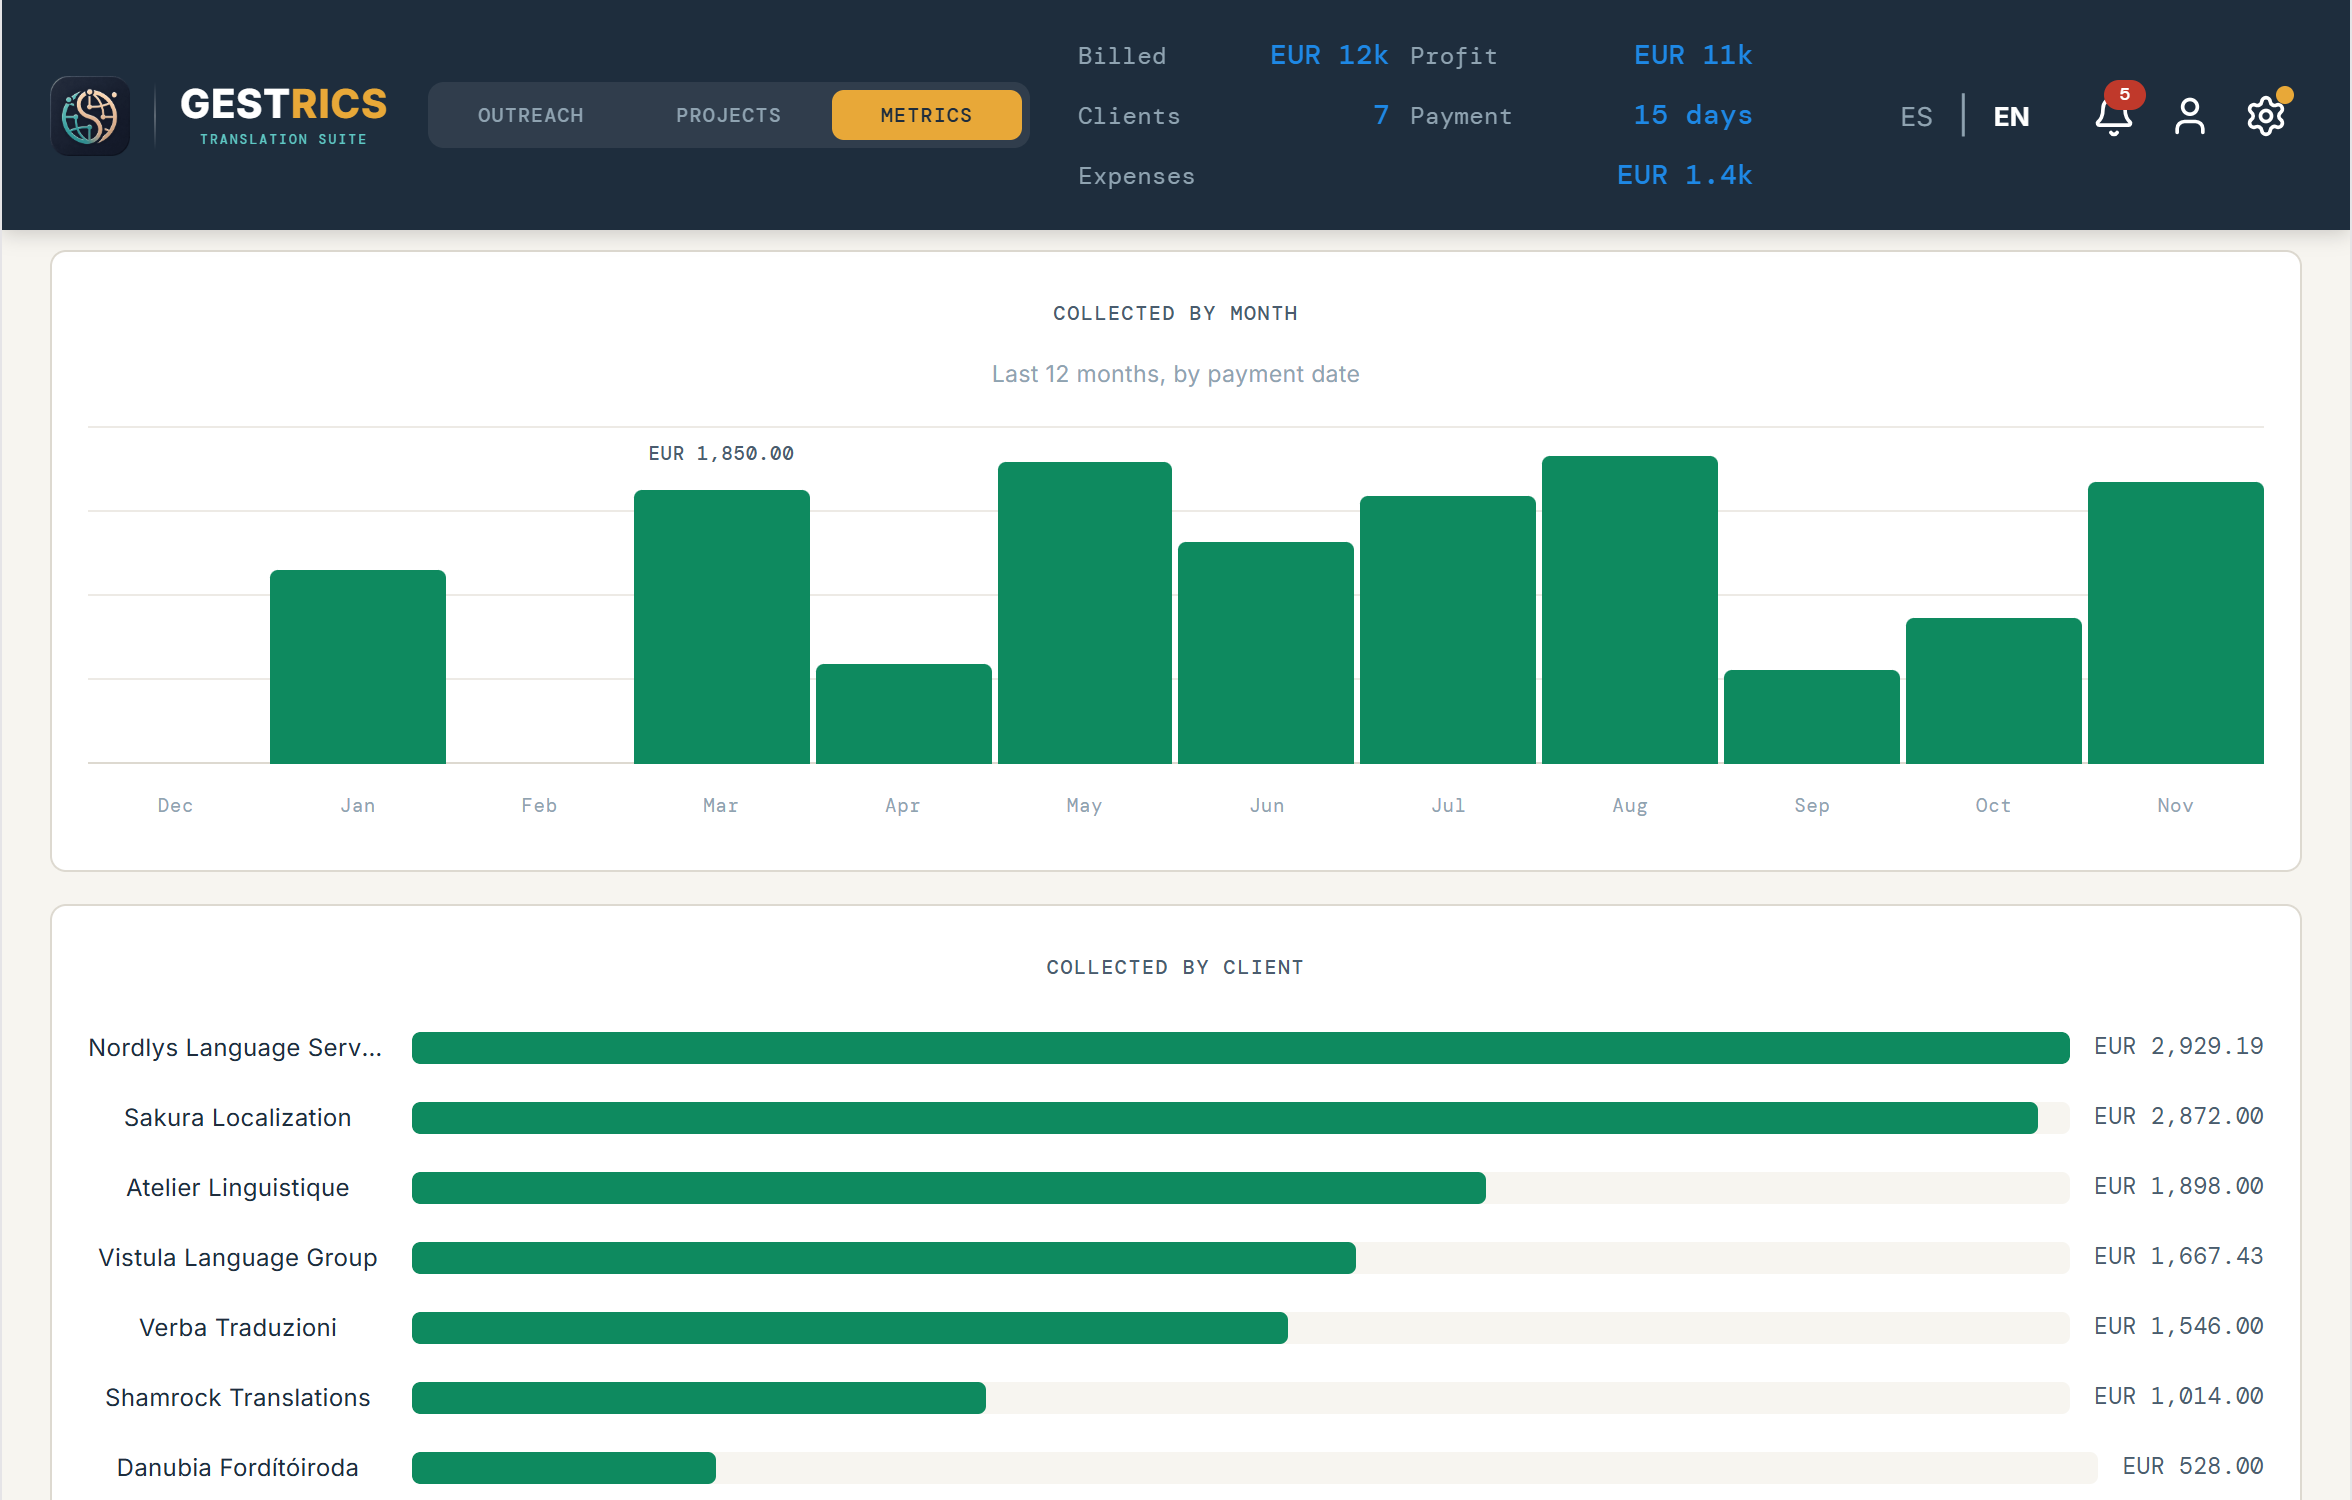 GESTRICS
TRANSLATION SUITE
OUTREACH PROJECTS METRICS
Billed EUR 12k Profit EUR 11k
Clients 7 Payment 15 days
Expenses EUR 1.4k
ES | EN
5
COLLECTED BY MONTH
Last 12 months, by payment date
EUR 1,850.00
Dec Jan Feb Mar Apr May Jun Jul Aug Sep Oct Nov
COLLECTED BY CLIENT
Nordlys Language Serv... EUR 2,929.19
Sakura Localization EUR 2,872.00
Atelier Linguistique EUR 1,898.00
Vistula Language Group EUR 1,667.43
Verba Traduzioni EUR 1,546.00
Shamrock Translations EUR 1,014.00
Danubia Fordítóiroda EUR 528.00